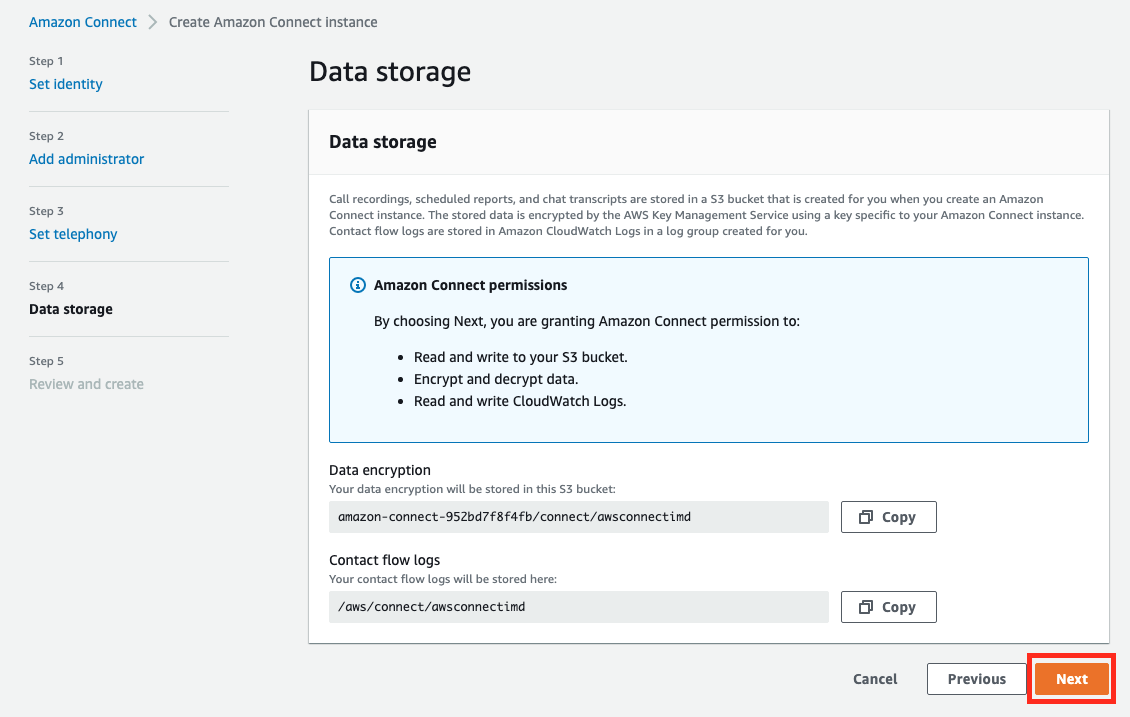 Amazon Connect > Create Amazon Connect instance
Step 1
Set identity
Step 2
Add administrator
Step 3
Set telephony
Step 4
Data storage
Step 5
Review and create
Data storage
Data storage
Call recordings, scheduled reports, and chat transcripts are stored in a S3 bucket that is created for you when you create an Amazon
Connect instance. The stored data is encrypted by the AWS Key Management Service using a key specific to your Amazon Connect instance.
Contact flow logs are stored in Amazon CloudWatch Logs in a log group created for you.
Amazon Connect permissions
By choosing Next, you are granting Amazon Connect permission to:
• Read and write to your S3 bucket.
• Encrypt and decrypt data.
• Read and write CloudWatch Logs.
Data encryption
Your data encryption will be stored in this S3 bucket:
amazon-connect-952bd7f8f4fb/connect/awsconnectimd Copy
Contact flow logs
Your contact flow logs will be stored here:
/aws/connect/awsconnectimd Copy
Cancel Previous Next